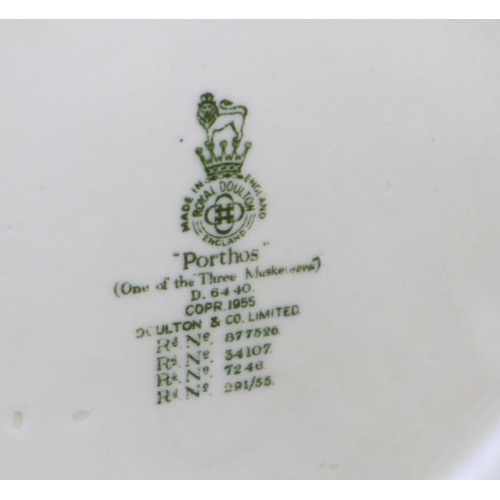 MADE IN ENGLAND
ROYAL DOULTON
ENGLAND
"Porthos"
(One of the "Three Musketeers")
D. 6440.
COPR. 1955
DOULTON & CO. LIMITED.
Rd. No. 877526.
Rd. No. 34107.
Rd. No. 7246.
Rd. No. 291/55.